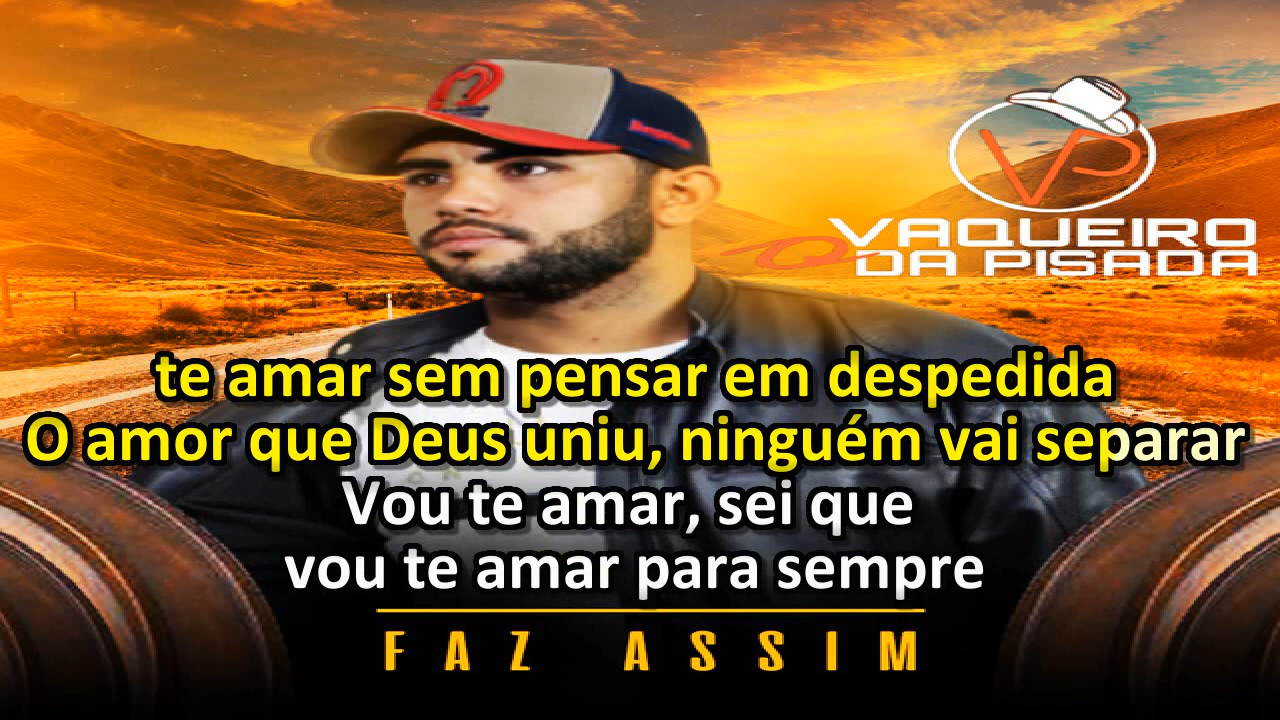 VP
VAQUEIRO
DA PISADA
te amar sem pensar em despedida
O amor que Deus uniu, ninguém vai separar
Vou te amar, sei que
vou te amar para sempre
FAZ ASSIM